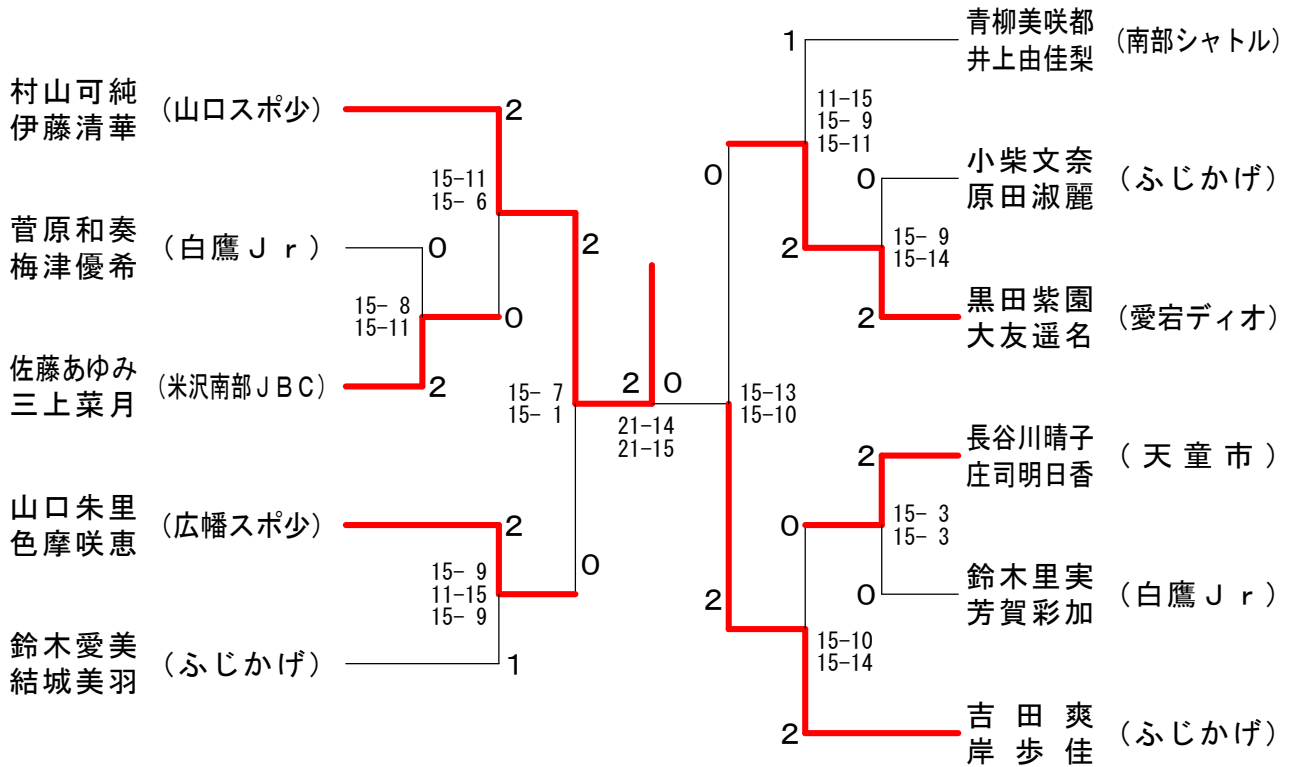 村山可純
伊藤清華
(山口スポ少)
2
15-11
15- 6
菅原和奏
梅津優希
(白鷹Ｊｒ)
0
15- 8
15-11
0
佐藤あゆみ
三上菜月
(米沢南部ＪＢＣ)
2
2
15- 7
15- 1
山口朱里
色摩咲恵
(広幡スポ少)
2
15- 9
11-15
15- 9
0
鈴木愛美
結城美羽
(ふじかげ)
1
2 0
21-14
21-15
1
青柳美咲都
井上由佳梨
(南部シャトル)
11-15
15- 9
15-11
0
0
小柴文奈
原田淑麗
(ふじかげ)
2
15- 9
15-14
2
黒田紫園
大友遥名
(愛宕ディオ)
15-13
15-10
2
長谷川晴子
庄司明日香
(天童市)
0
15- 3
15- 3
2
0
鈴木里実
芳賀彩加
(白鷹Ｊｒ)
15-10
15-14
2
吉田爽
岸歩佳
(ふじかげ)